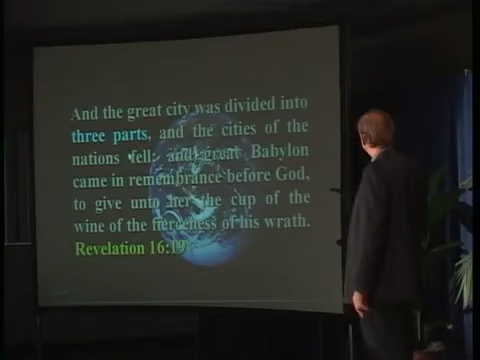 And the great city was divided into
three parts, and the cities of the
nations fell: and great Babylon
came in remembrance before God,
to give unto her the cup of the
wine of the fierceness of his wrath.
Revelation 16:19